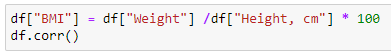 df["BMI"] = df["Weight"] /df["Height, cm"] * 100
df.corr()